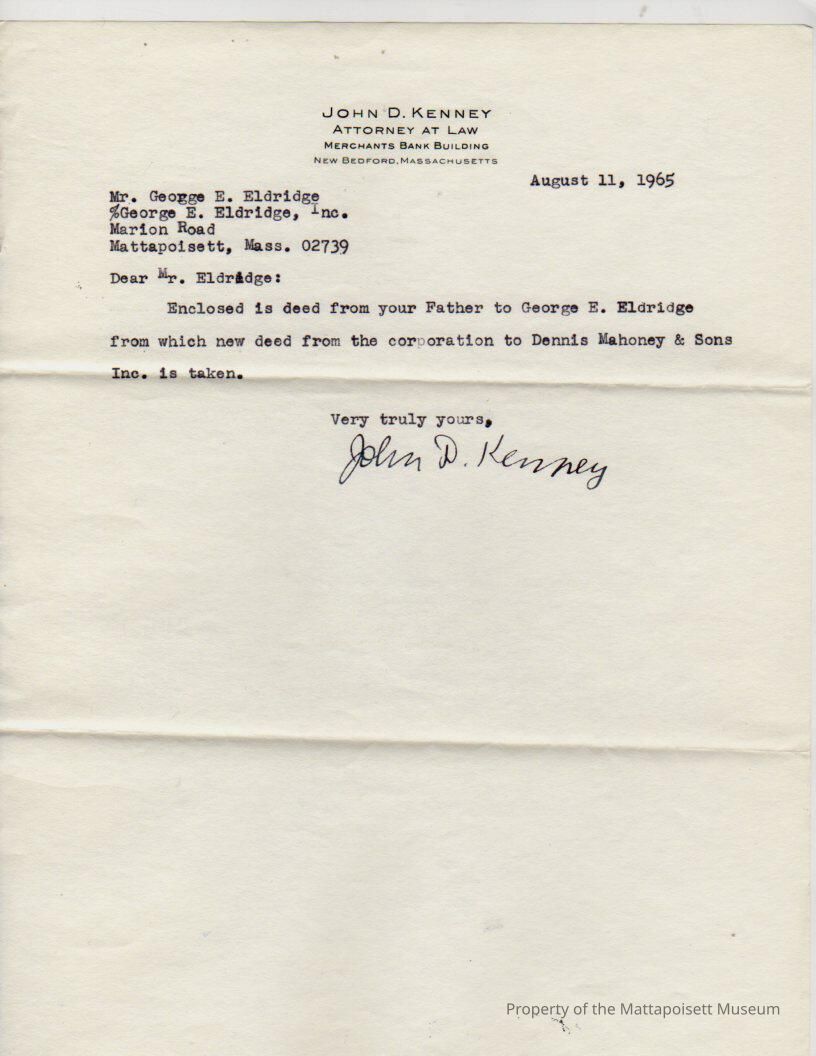 JOHN D. KENNEY
ATTORNEY AT LAW
MERCHANTS BANK BUILDING
NEW BEDFORD, MASSACHUSETTS
August 11, 1965
Mr. George E. Eldridge
%George E. Eldridge, Inc.
Marion Road
Mattapoisett, Mass. 02739
Dear Mr. Eldridge:
Enclosed is deed from your Father to George E. Eldridge
from which new deed from the corporation to Dennis Mahoney & Sons
Inc. is taken.
Very truly yours,
John D. Kenney
Property of the Mattapoisett Museum